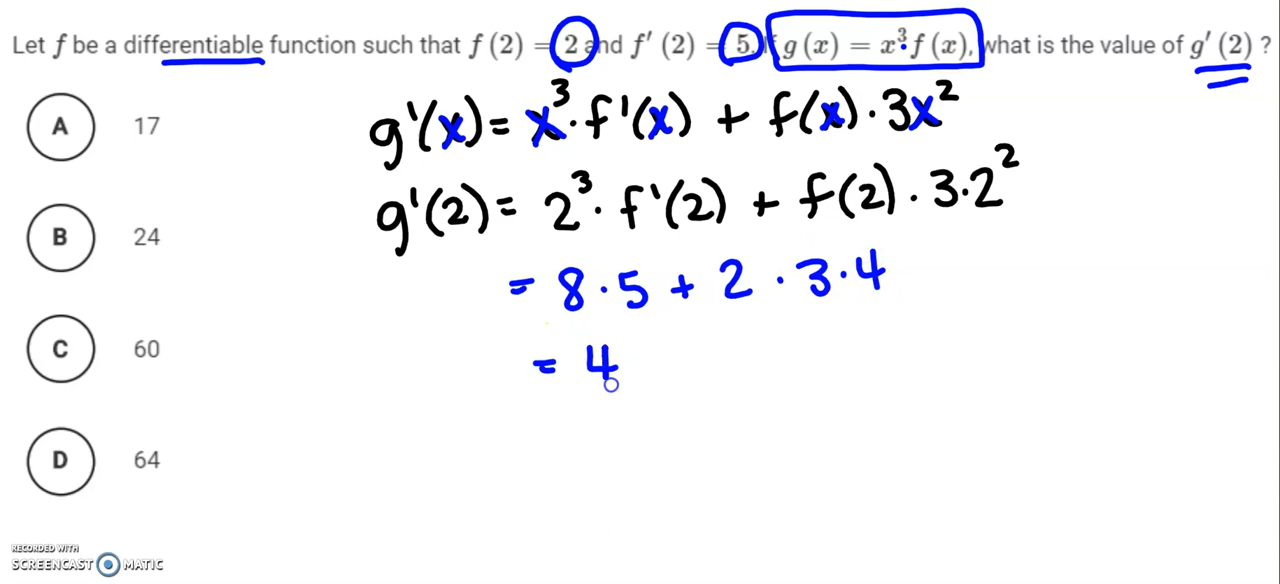 Let f be a differentiable function such that f (2) = 2 and f′ (2) = 5. If g (x) = x³ f (x), what is the value of g′ (2) ?
g'(x) = x³ · f'(x) + f(x) · 3x²
A 17
g'(2) = 2³ · f'(2) + f(2) · 3 · 2²
B 24
= 8 · 5 + 2 · 3 · 4
C 60
= 4
D 64
RECORDED WITH
SCREENCAST MATIC